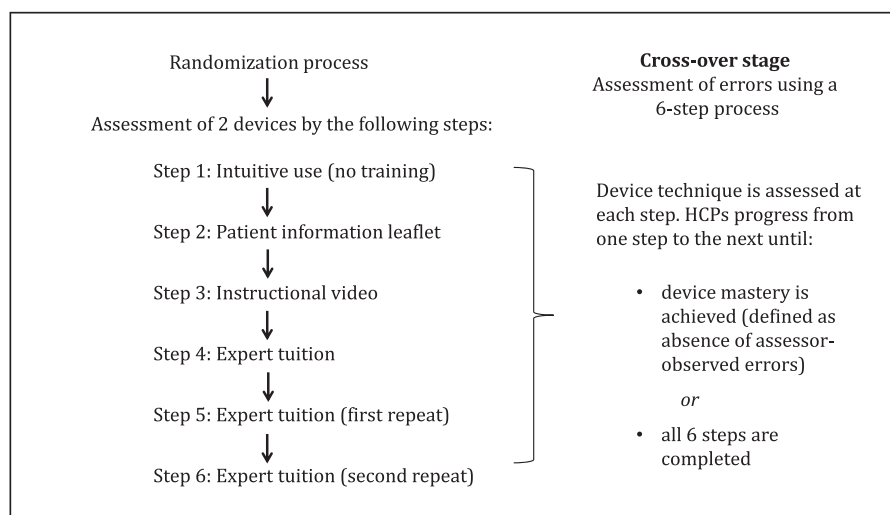 Randomization process
Assessment of 2 devices by the following steps:
Step 1: Intuitive use (no training)
Step 2: Patient information leaflet
Step 3: Instructional video
Step 4: Expert tuition
Step 5: Expert tuition (first repeat)
Step 6: Expert tuition (second repeat)
Cross-over stage
Assessment of errors using a
6-step process
Device technique is assessed at
each step. HCPs progress from
one step to the next until:
• device mastery is
achieved (defined as
absence of assessor-
observed errors)
or
• all 6 steps are
completed